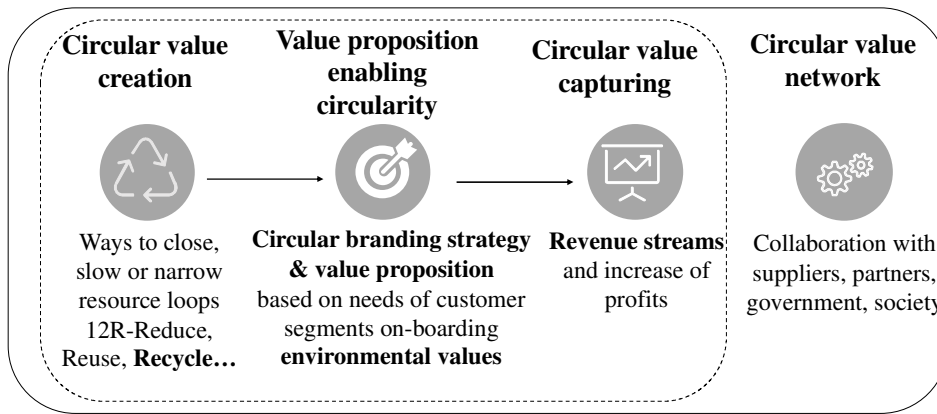 Circular value
creation
Ways to close,
slow or narrow
resource loops
12R-Reduce,
Reuse, Recycle…
Value proposition
enabling
circularity
Circular branding strategy
& value proposition
based on needs of customer
segments on-boarding
environmental values
Circular value
capturing
Revenue streams
and increase of
profits
Circular value
network
Collaboration with
suppliers, partners,
government, society